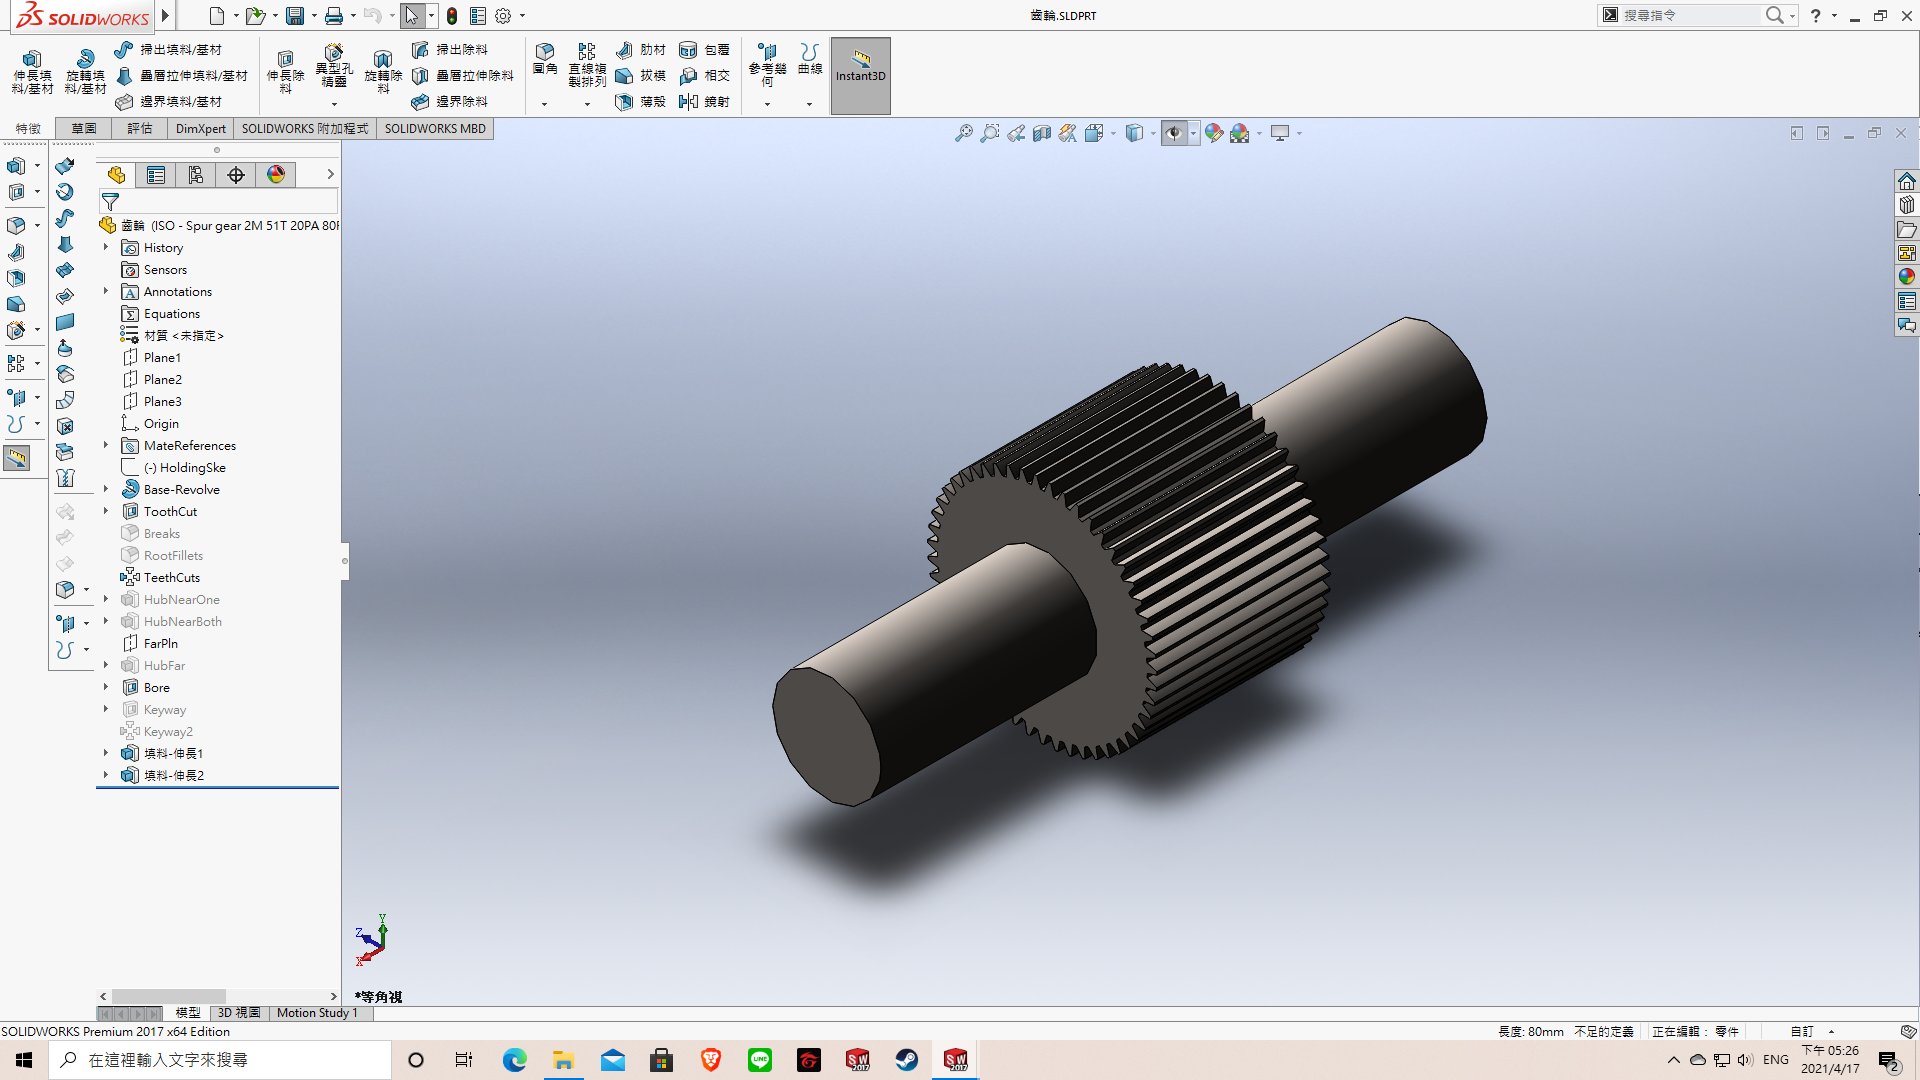 SOLIDWORKS
齒輪.SLDPRT
搜尋指令
伸長填料/基材
旋轉填料/基材
掃出填料/基材
疊層拉伸填料/基材
邊界填料/基材
伸長除料
異型孔精靈
旋轉除料
掃出除料
疊層拉伸除料
邊界除料
圓角
直線複製排列
肋材
拔模
薄殼
包覆
相交
鏡射
參考幾何
曲線
Instant3D
特徵
草圖
評估
DimXpert
SOLIDWORKS 附加程式
SOLIDWORKS MBD
齒輪 (ISO - Spur gear 2M 51T 20PA 80F
History
Sensors
Annotations
Equations
材質 <未指定>
Plane1
Plane2
Plane3
Origin
MateReferences
(-) HoldingSke
Base-Revolve
ToothCut
Breaks
RootFillets
TeethCuts
HubNearOne
HubNearBoth
FarPln
HubFar
Bore
Keyway
Keyway2
填料-伸長1
填料-伸長2
Y
Z
X
*等角視
模型
3D 視圖
Motion Study 1
SOLIDWORKS Premium 2017 x64 Edition
長度: 80mm
不足的定義
正在編輯： 零件
自訂
在這裡輸入文字來搜尋
LINE
SW 2017
SW 2017
ENG
下午 05:26
2021/4/17
2